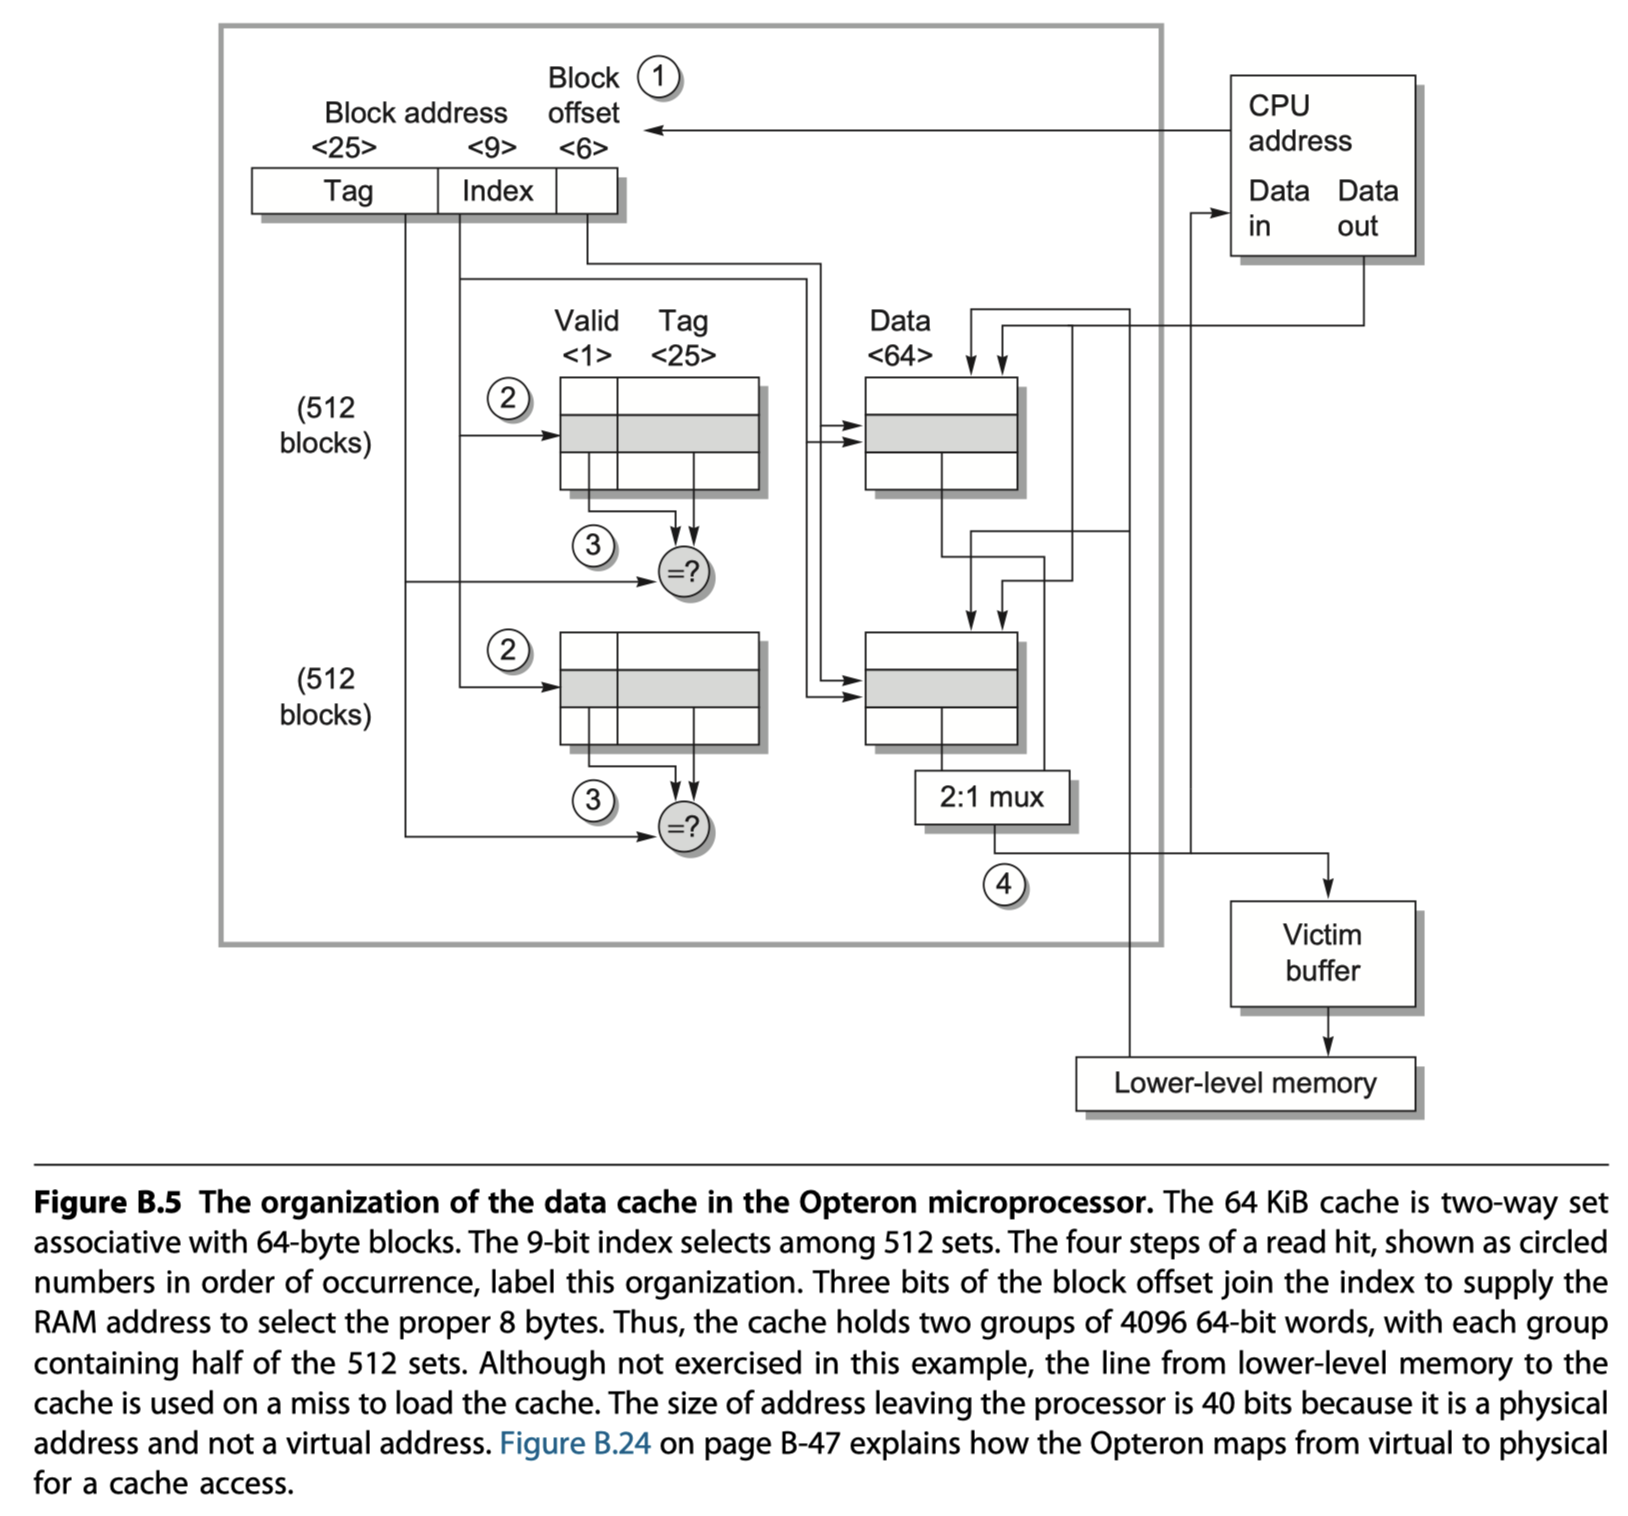 Block
offset
1
Block address
<25>
<9>
<6>
Tag
Index
CPU
address
Data
in
Data
out
Valid
<1>
Tag
<25>
Data
<64>
(512
blocks)
2
3
=?
(512
blocks)
2
3
=?
2:1 mux
4
Victim
buffer
Lower-level memory
Figure B.5 The organization of the data cache in the Opteron microprocessor. The 64 KiB cache is two-way set
associative with 64-byte blocks. The 9-bit index selects among 512 sets. The four steps of a read hit, shown as circled
numbers in order of occurrence, label this organization. Three bits of the block offset join the index to supply the
RAM address to select the proper 8 bytes. Thus, the cache holds two groups of 4096 64-bit words, with each group
containing half of the 512 sets. Although not exercised in this example, the line from lower-level memory to the
cache is used on a miss to load the cache. The size of address leaving the processor is 40 bits because it is a physical
address and not a virtual address. Figure B.24 on page B-47 explains how the Opteron maps from virtual to physical
for a cache access.